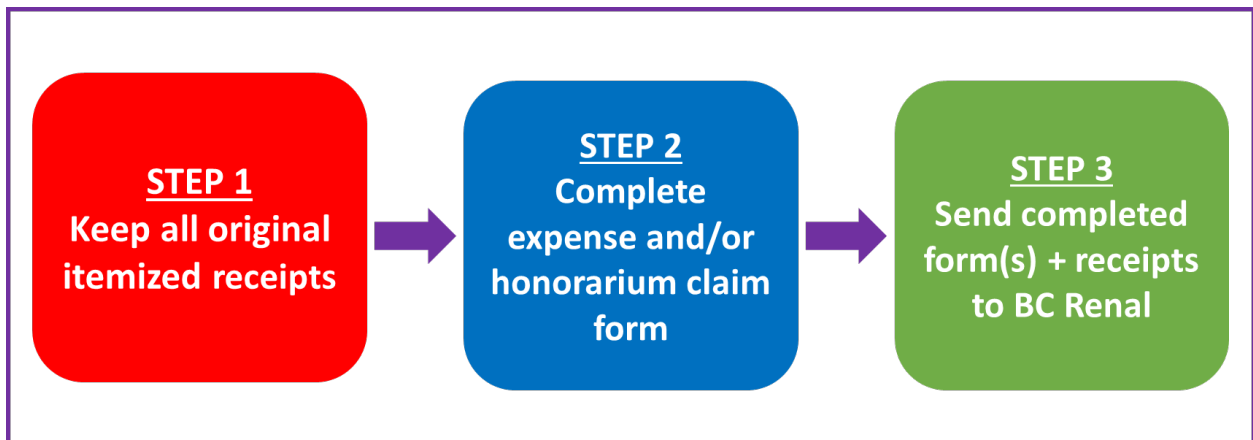 STEP 1
Keep all original
itemized receipts
STEP 2
Complete
expense and/or
honorarium claim
form
STEP 3
Send completed
form(s) + receipts
to BC Renal